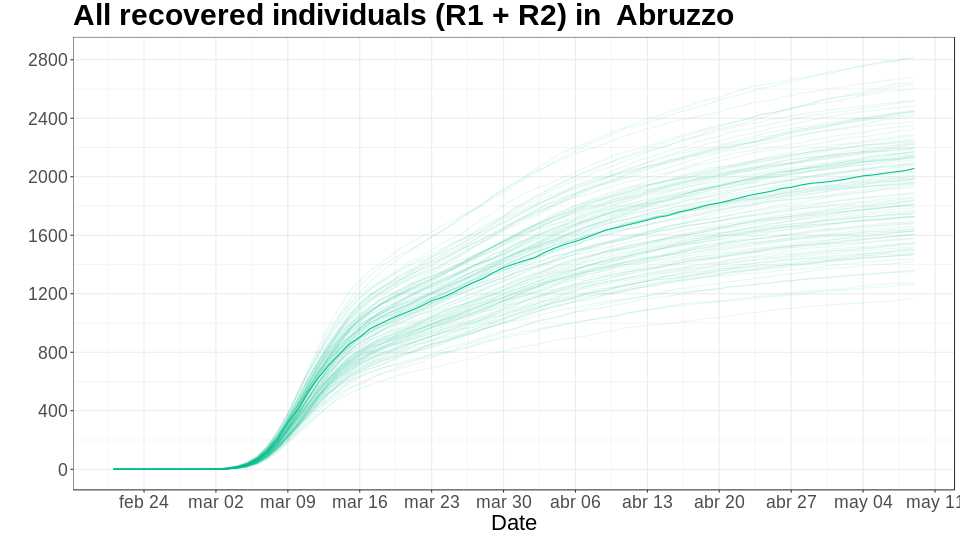 All recovered individuals (R1 + R2) in  Abruzzo
2800
2400
2000
1600
1200
800
400
0
feb 24 mar 02 mar 09 mar 16 mar 23 mar 30 abr 06 abr 13 abr 20 abr 27 may 04 may 11
Date